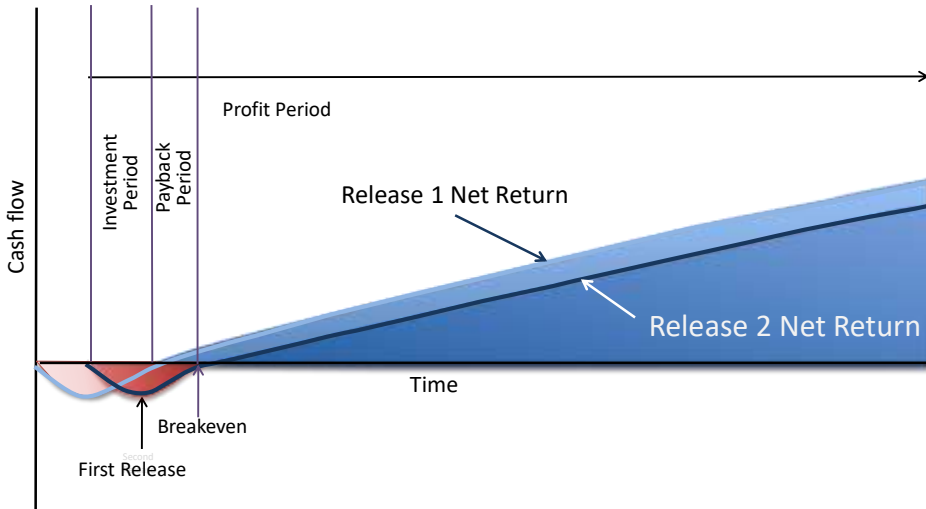 Profit Period
Investment
Period
Payback
Period
Cash flow
Release 1 Net Return
Release 2 Net Return
Time
Breakeven
Second
First Release